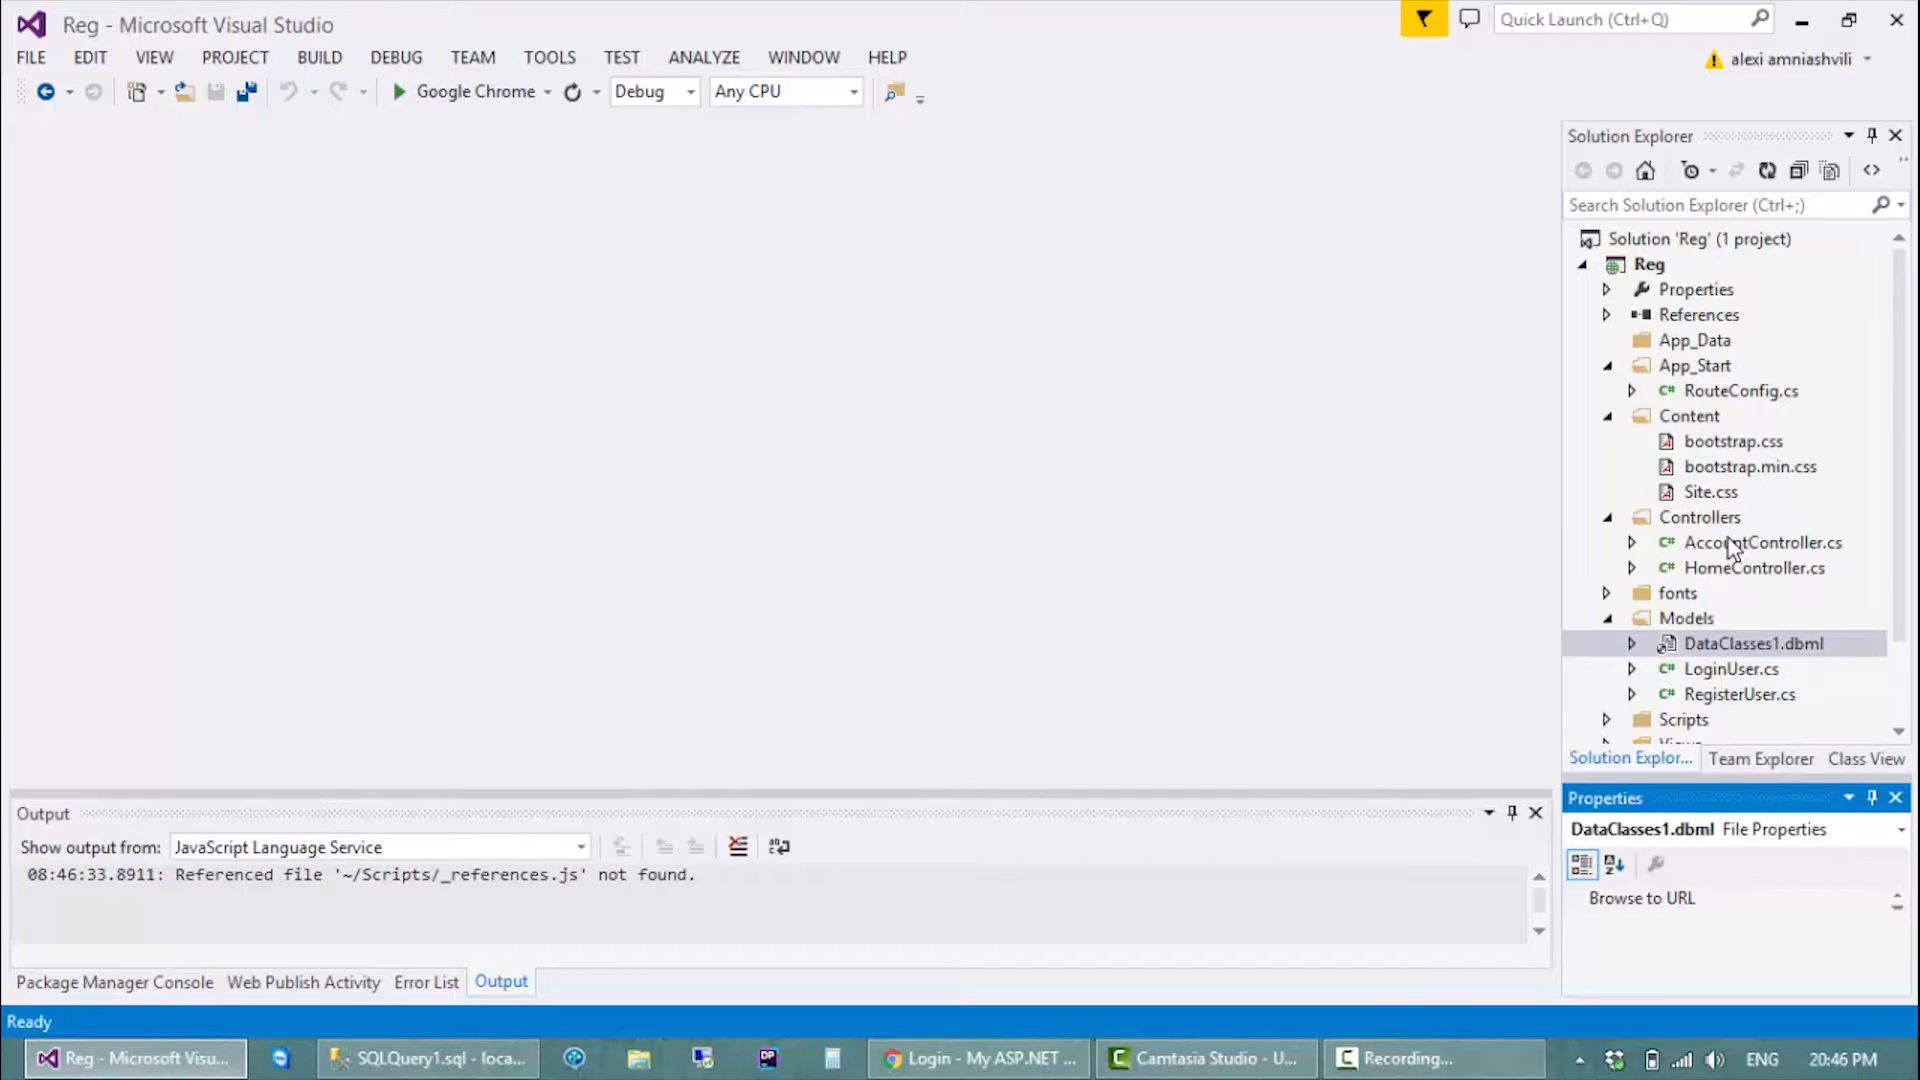 Reg - Microsoft Visual Studio
Quick Launch (Ctrl+Q)
FILE EDIT VIEW PROJECT BUILD DEBUG TEAM TOOLS TEST ANALYZE WINDOW HELP
alexi amniashvili
Google Chrome Debug Any CPU
Solution Explorer
Search Solution Explorer (Ctrl+;)
Solution 'Reg' (1 project)
Reg
Properties
References
App_Data
App_Start
C# RouteConfig.cs
Content
bootstrap.css
bootstrap.min.css
Site.css
Controllers
C# AccountController.cs
C# HomeController.cs
fonts
Models
DataClasses1.dbml
C# LoginUser.cs
C# RegisterUser.cs
Scripts
Views
Solution Explor... Team Explorer Class View
Properties
DataClasses1.dbml File Properties
Browse to URL
Output
Show output from: JavaScript Language Service
08:46:33.8911: Referenced file '~/Scripts/_references.js' not found.
Package Manager Console Web Publish Activity Error List Output
Ready
Reg - Microsoft Visu... SQLQuery1.sql - loca... DP Login - My ASP.NET ... Camtasia Studio - U... Recording... ENG 20:46 PM